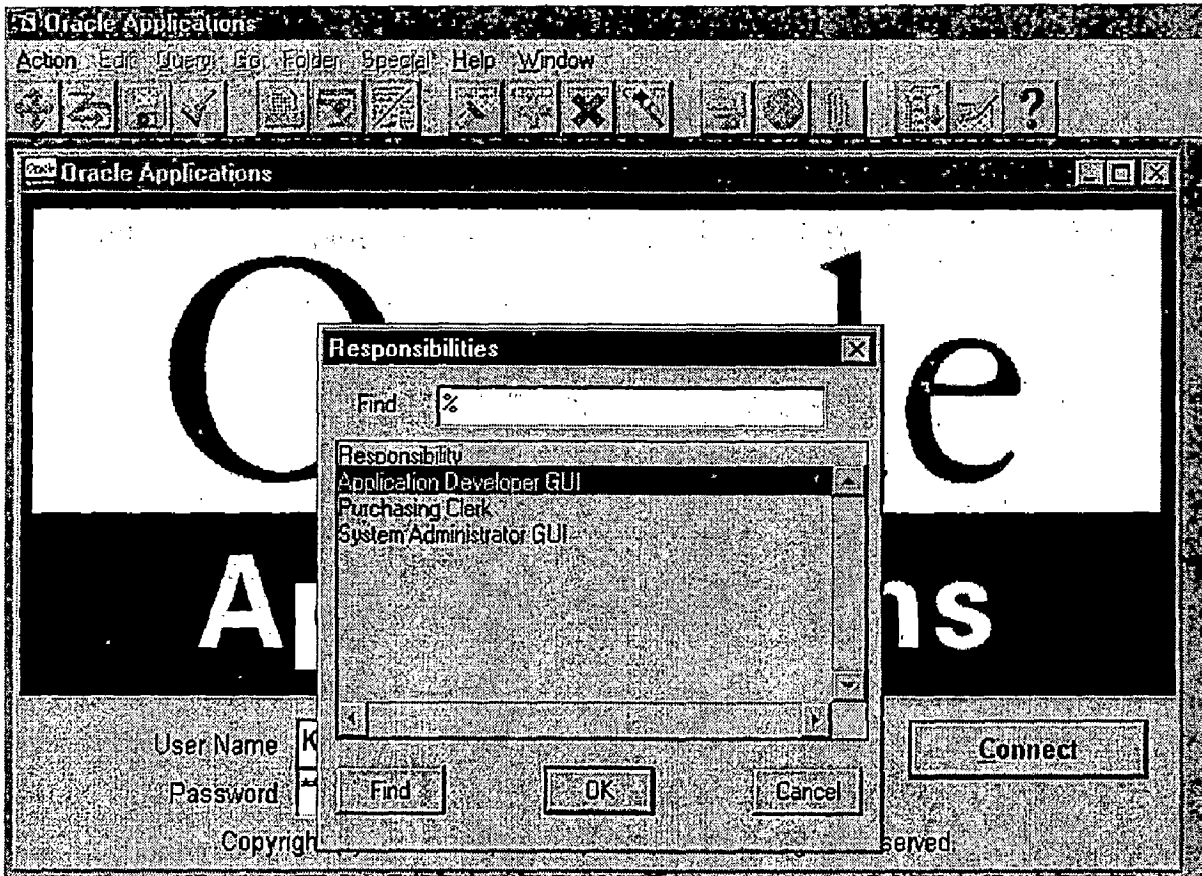 Oracle Applications
Action Edit Query Go Folder Special Help Window
?
Oracle Applications
O le
Responsibilities
Find %
Responsibility
Application Developer GUI
Purchasing Clerk
System Administrator GUI
Ap ns
User Name K
Connect
Password **
Find OK Cancel
Copyrigh served.